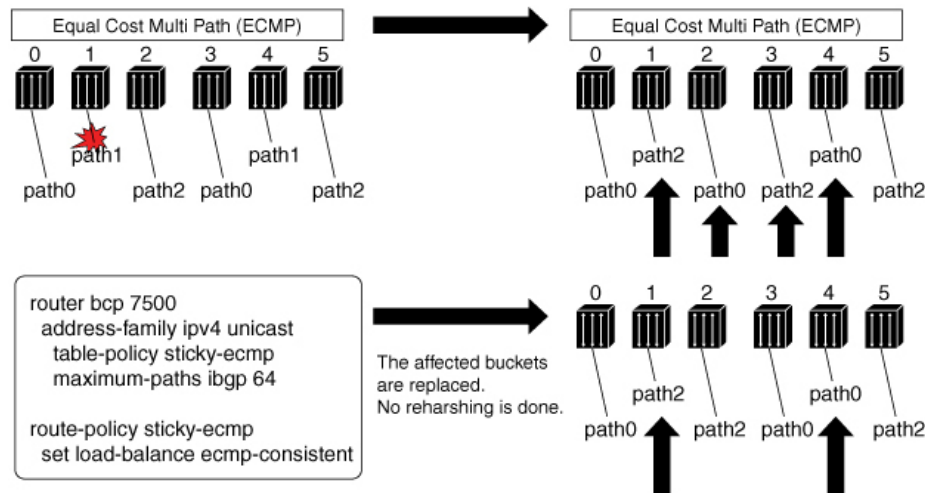 Equal Cost Multi Path (ECMP)
0 1 2 3 4 5
path1 path1
path0 path2 path0 path2
Equal Cost Multi Path (ECMP)
0 1 2 3 4 5
path2 path0
path0 path0 path2 path2
router bcp 7500
address-family ipv4 unicast
table-policy sticky-ecmp
maximum-paths ibgp 64
route-policy sticky-ecmp
set load-balance ecmp-consistent
The affected buckets
are replaced.
No reharshing is done.
0 1 2 3 4 5
path2 path0
path0 path2 path0 path2